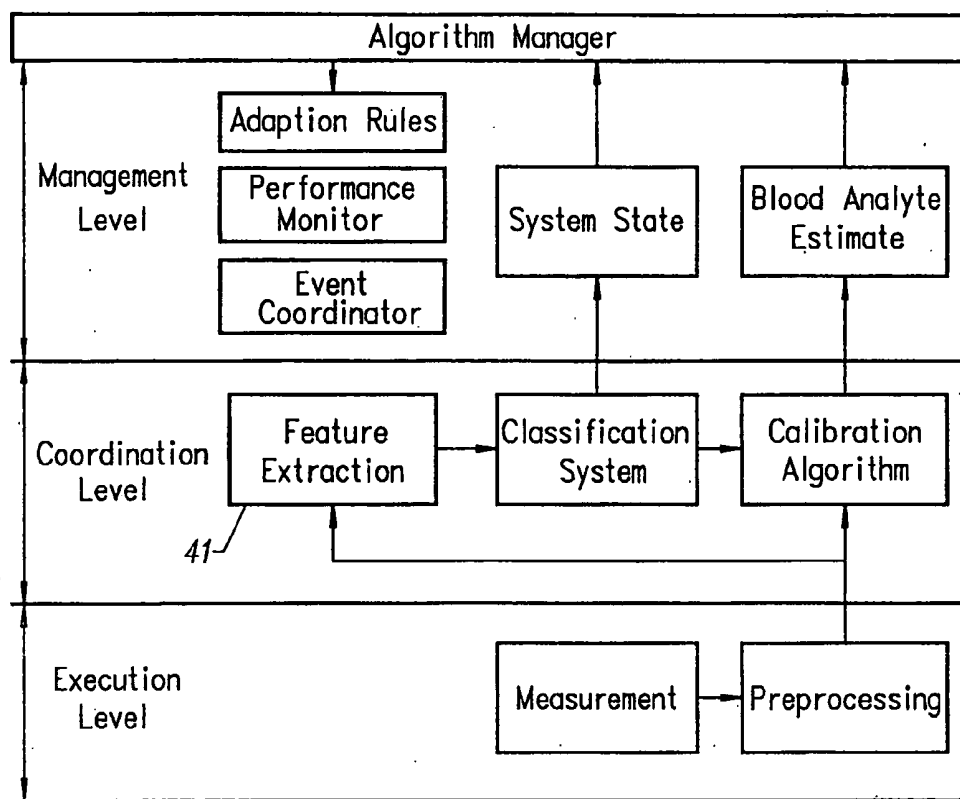 Algorithm Manager
Adaption Rules
Management
Level
Performance
Monitor
System State
Blood Analyte
Estimate
Event
Coordinator
Coordination
Level
Feature
Extraction
Classification
System
Calibration
Algorithm
41
Execution
Level
Measurement
Preprocessing